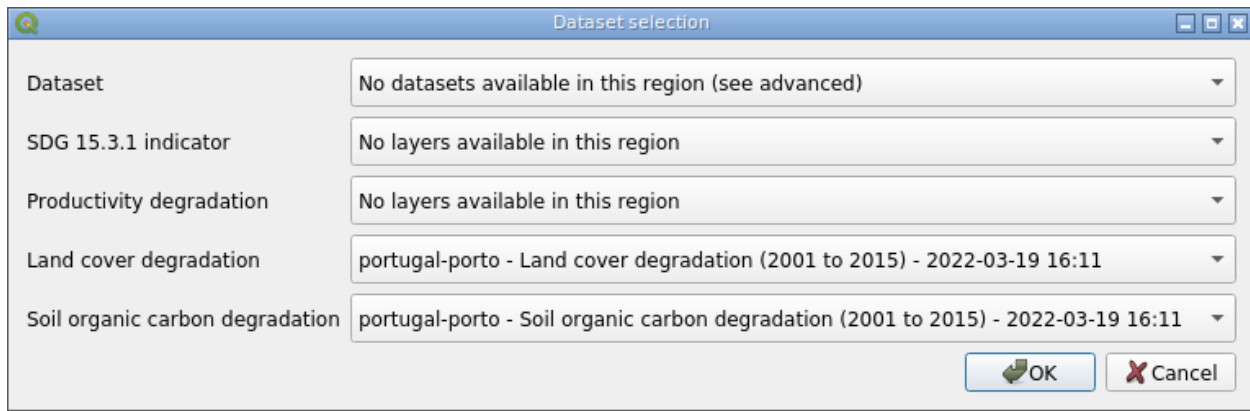 Dataset selection
Dataset No datasets available in this region (see advanced)
SDG 15.3.1 indicator No layers available in this region
Productivity degradation No layers available in this region
Land cover degradation portugal-porto - Land cover degradation (2001 to 2015) - 2022-03-19 16:11
Soil organic carbon degradation portugal-porto - Soil organic carbon degradation (2001 to 2015) - 2022-03-19 16:11
OK Cancel